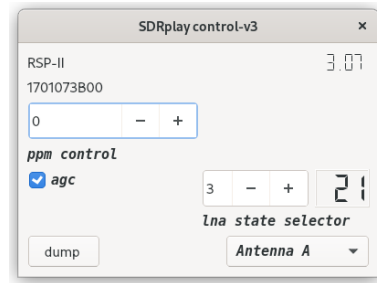 SDRplay control-v3 ×
RSP-II 3.07
1701073B00
0 − +
ppm control
agc
3 − + 21
lna state selector
dump Antenna A